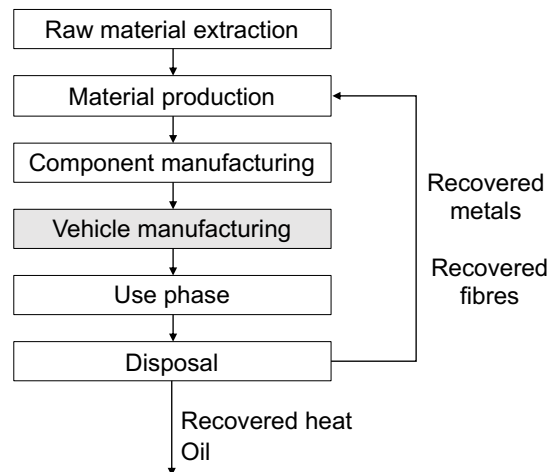 Raw material extraction
Material production
Component manufacturing
Vehicle manufacturing
Use phase
Disposal
Recovered
metals
Recovered
fibres
Recovered heat
Oil